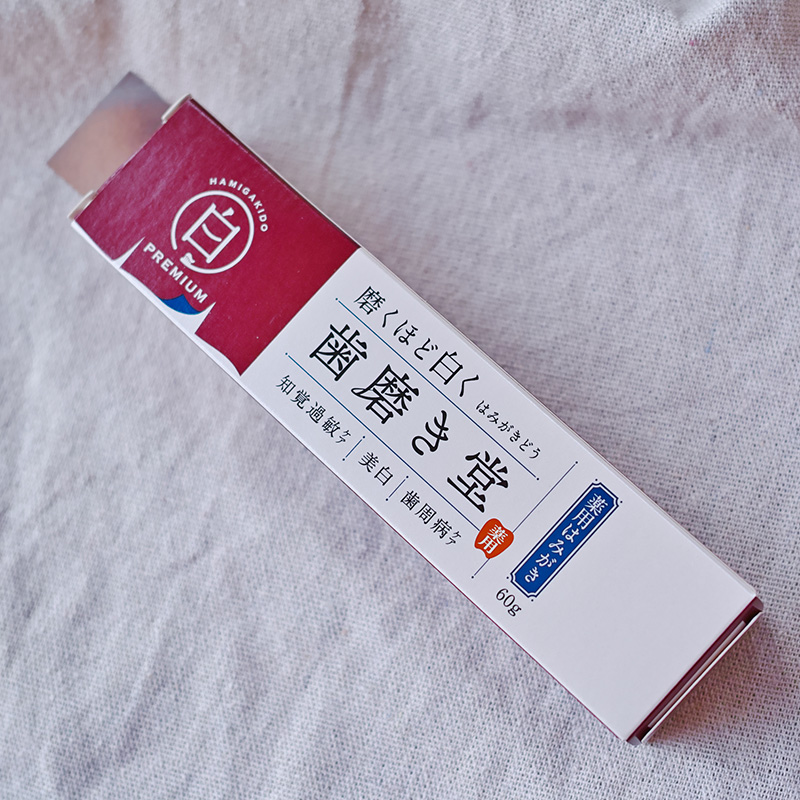 HAMIGAKIDO
白
PREMIUM
磨くほど白く
はみがきどう
歯磨き堂
知覚過敏ケア
美白
歯周病ケア
薬用
薬用はみがき
60g